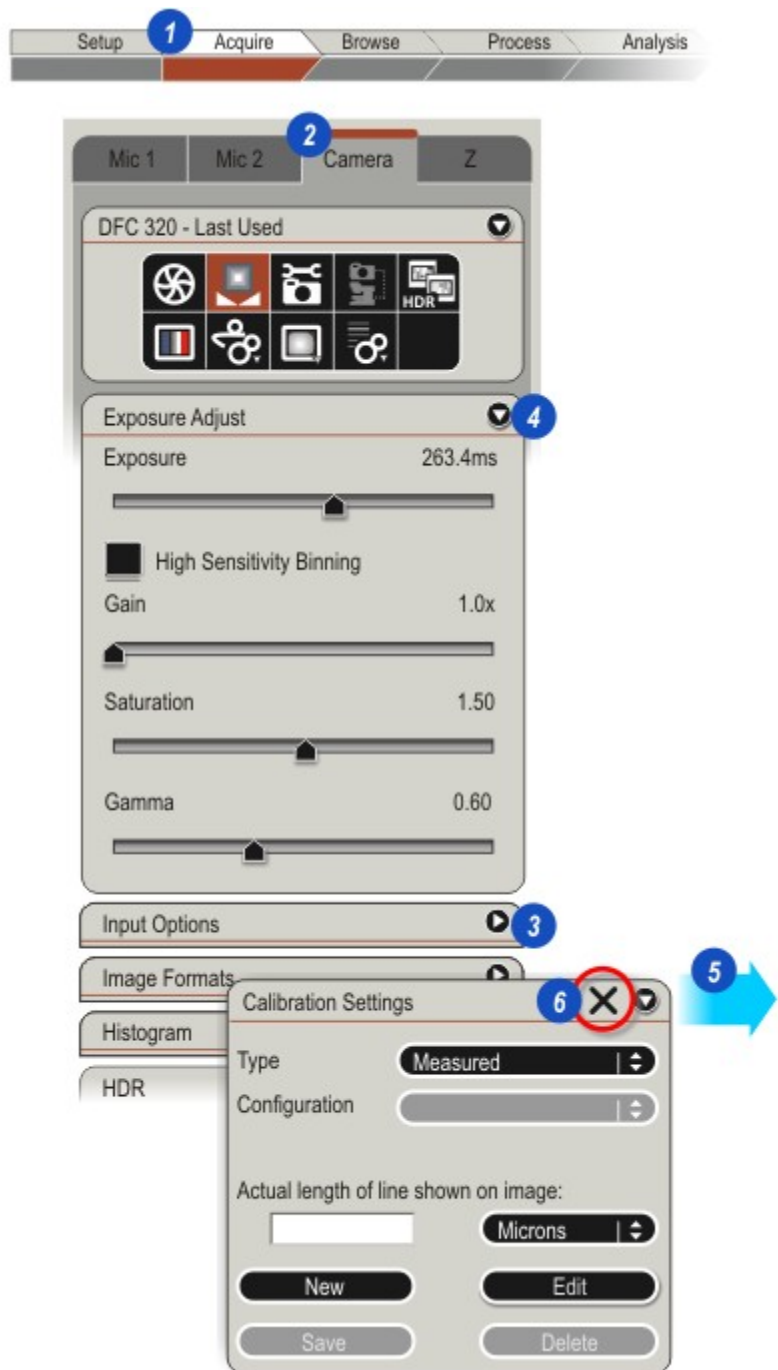 Setup 1 Acquire Browse Process Analysis
Mic 1 Mic 2 2 Camera Z
DFC 320 - Last Used
HDR
Exposure Adjust 4
Exposure 263.4ms
High Sensitivity Binning
Gain 1.0x
Saturation 1.50
Gamma 0.60
Input Options 3
Image Formats
5
Calibration Settings 6
Histogram
Type Measured
HDR
Configuration
Actual length of line shown on image:
Microns
New Edit
Save Delete